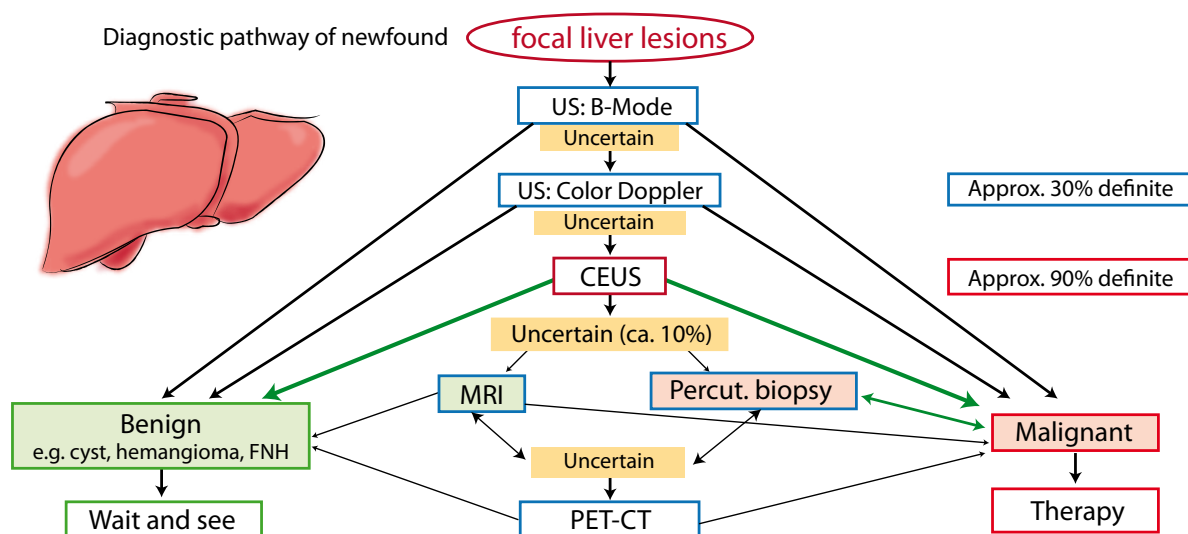 Diagnostic pathway of newfound
focal liver lesions
US: B-Mode
Uncertain
US: Color Doppler
Approx. 30% definite
Uncertain
CEUS
Approx. 90% definite
Uncertain (ca. 10%)
MRI
Percut. biopsy
Benign
e.g. cyst, hemangioma, FNH
Malignant
Uncertain
Wait and see
PET-CT
Therapy